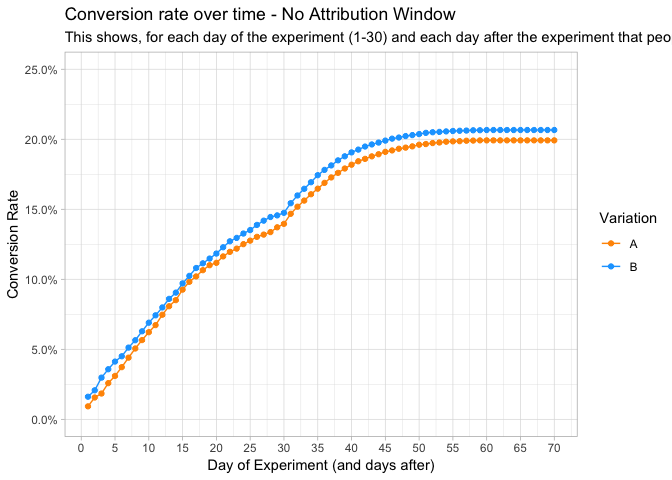 Conversion rate over time - No Attribution Window
This shows, for each day of the experiment (1-30) and each day after the experiment that peo
25.0%
20.0%
15.0%
10.0%
5.0%
0.0%
Conversion Rate
0 5 10 15 20 25 30 35 40 45 50 55 60 65 70
Day of Experiment (and days after)
Variation
A
B